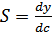 S = dy/dc